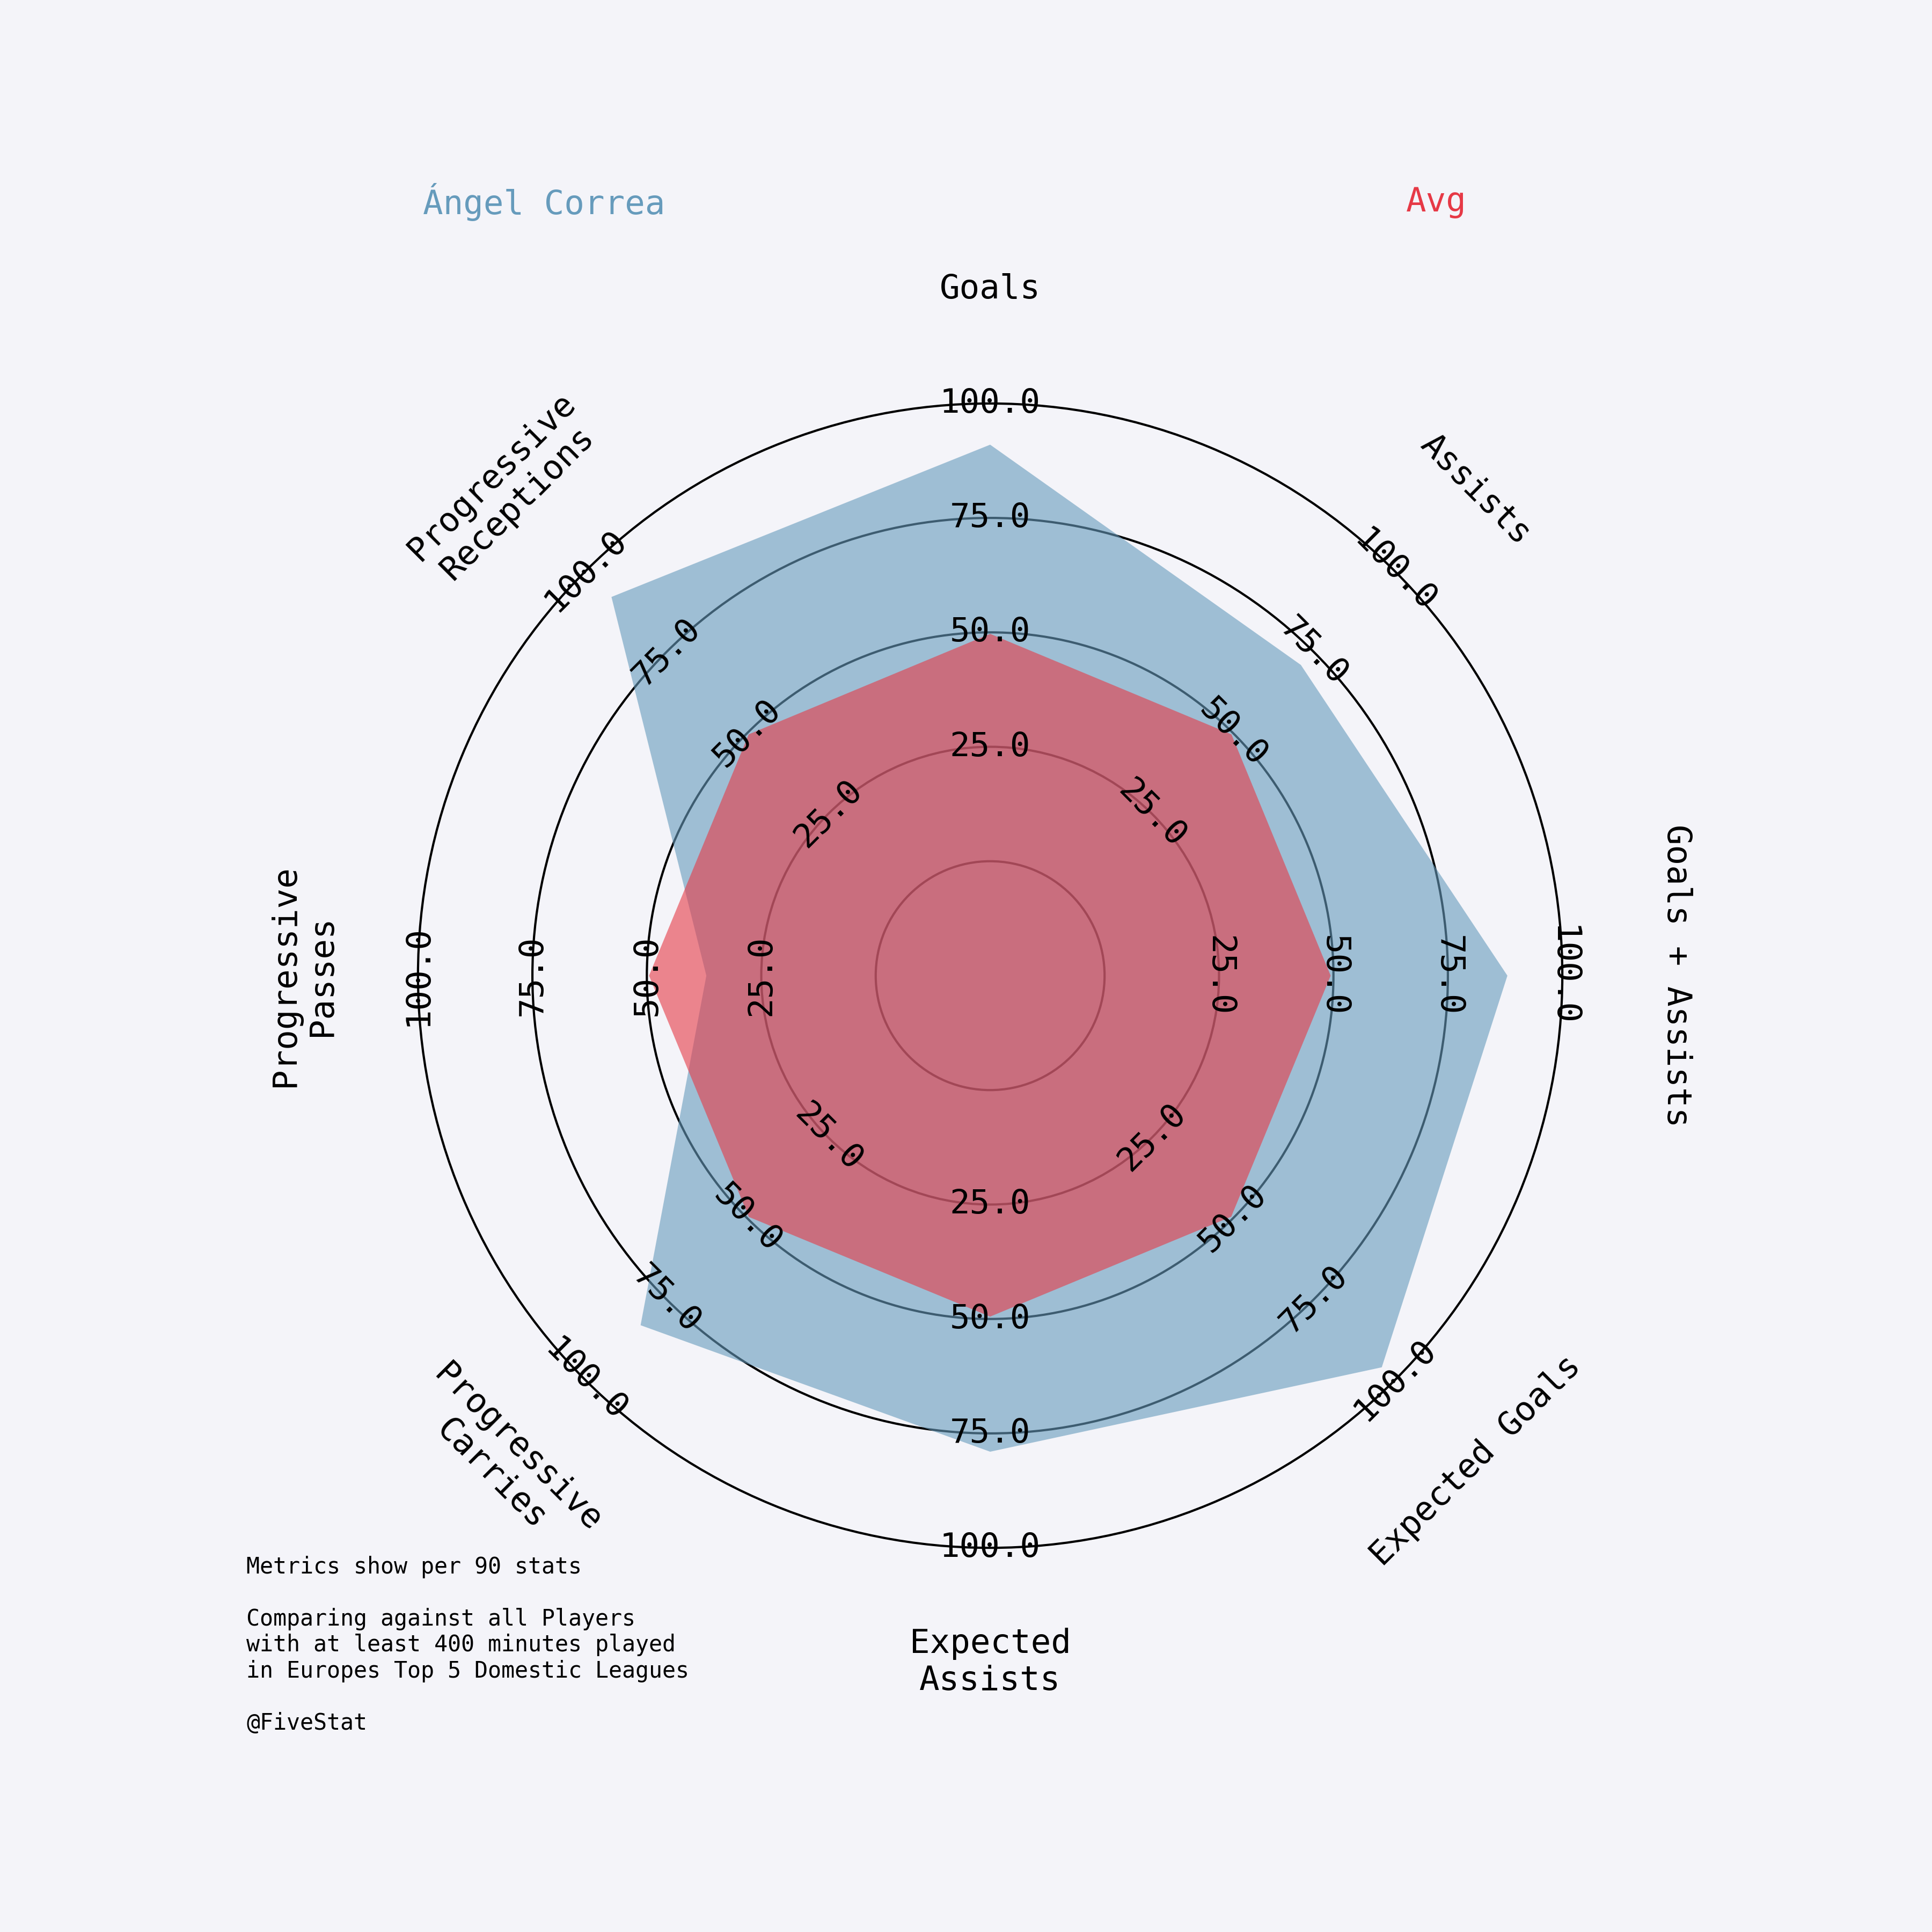 Ángel Correa
Avg
Goals
Assists
Goals + Assists
Expected Goals
Expected
Assists
Progressive
Carries
Progressive
Passes
Progressive
Receptions
25.0
50.0
75.0
100.0
25.0
50.0
75.0
100.0
25.0
50.0
75.0
100.0
25.0
50.0
75.0
100.0
25.0
50.0
75.0
100.0
25.0
50.0
75.0
100.0
25.0
50.0
75.0
100.0
25.0
50.0
75.0
100.0
Metrics show per 90 stats
Comparing against all Players
with at least 400 minutes played
in Europes Top 5 Domestic Leagues
@FiveStat